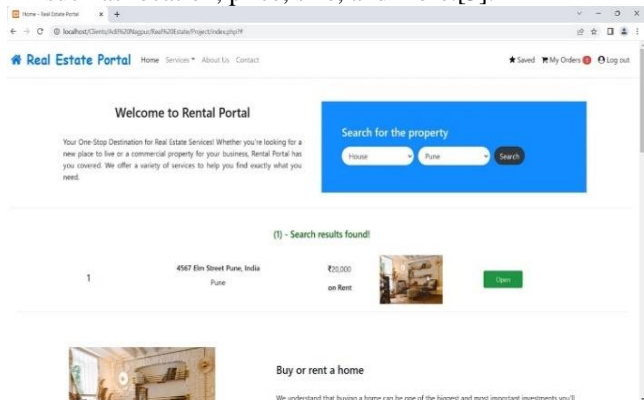 Home - Real Estate Portal
localhost/Clients/Adil%20Nagpur/Real%20Estate/Project/index.php?#
Real Estate Portal Home Services About Us Contact Saved My Orders Log out
Welcome to Rental Portal
Your One-Stop Destination for Real Estate Services! Whether you're looking for a
new place to live or a commercial property for your business, Rental Portal has
you covered. We offer a variety of services to help you find exactly what you
need.
Search for the property
House Pune Search
(1) - Search results found!
1
4567 Elm Street Pune, India
Pune
₹20,000
on Rent
Open
Buy or rent a home
We understand that buying a home can be one of the biggest and most important investments you'll